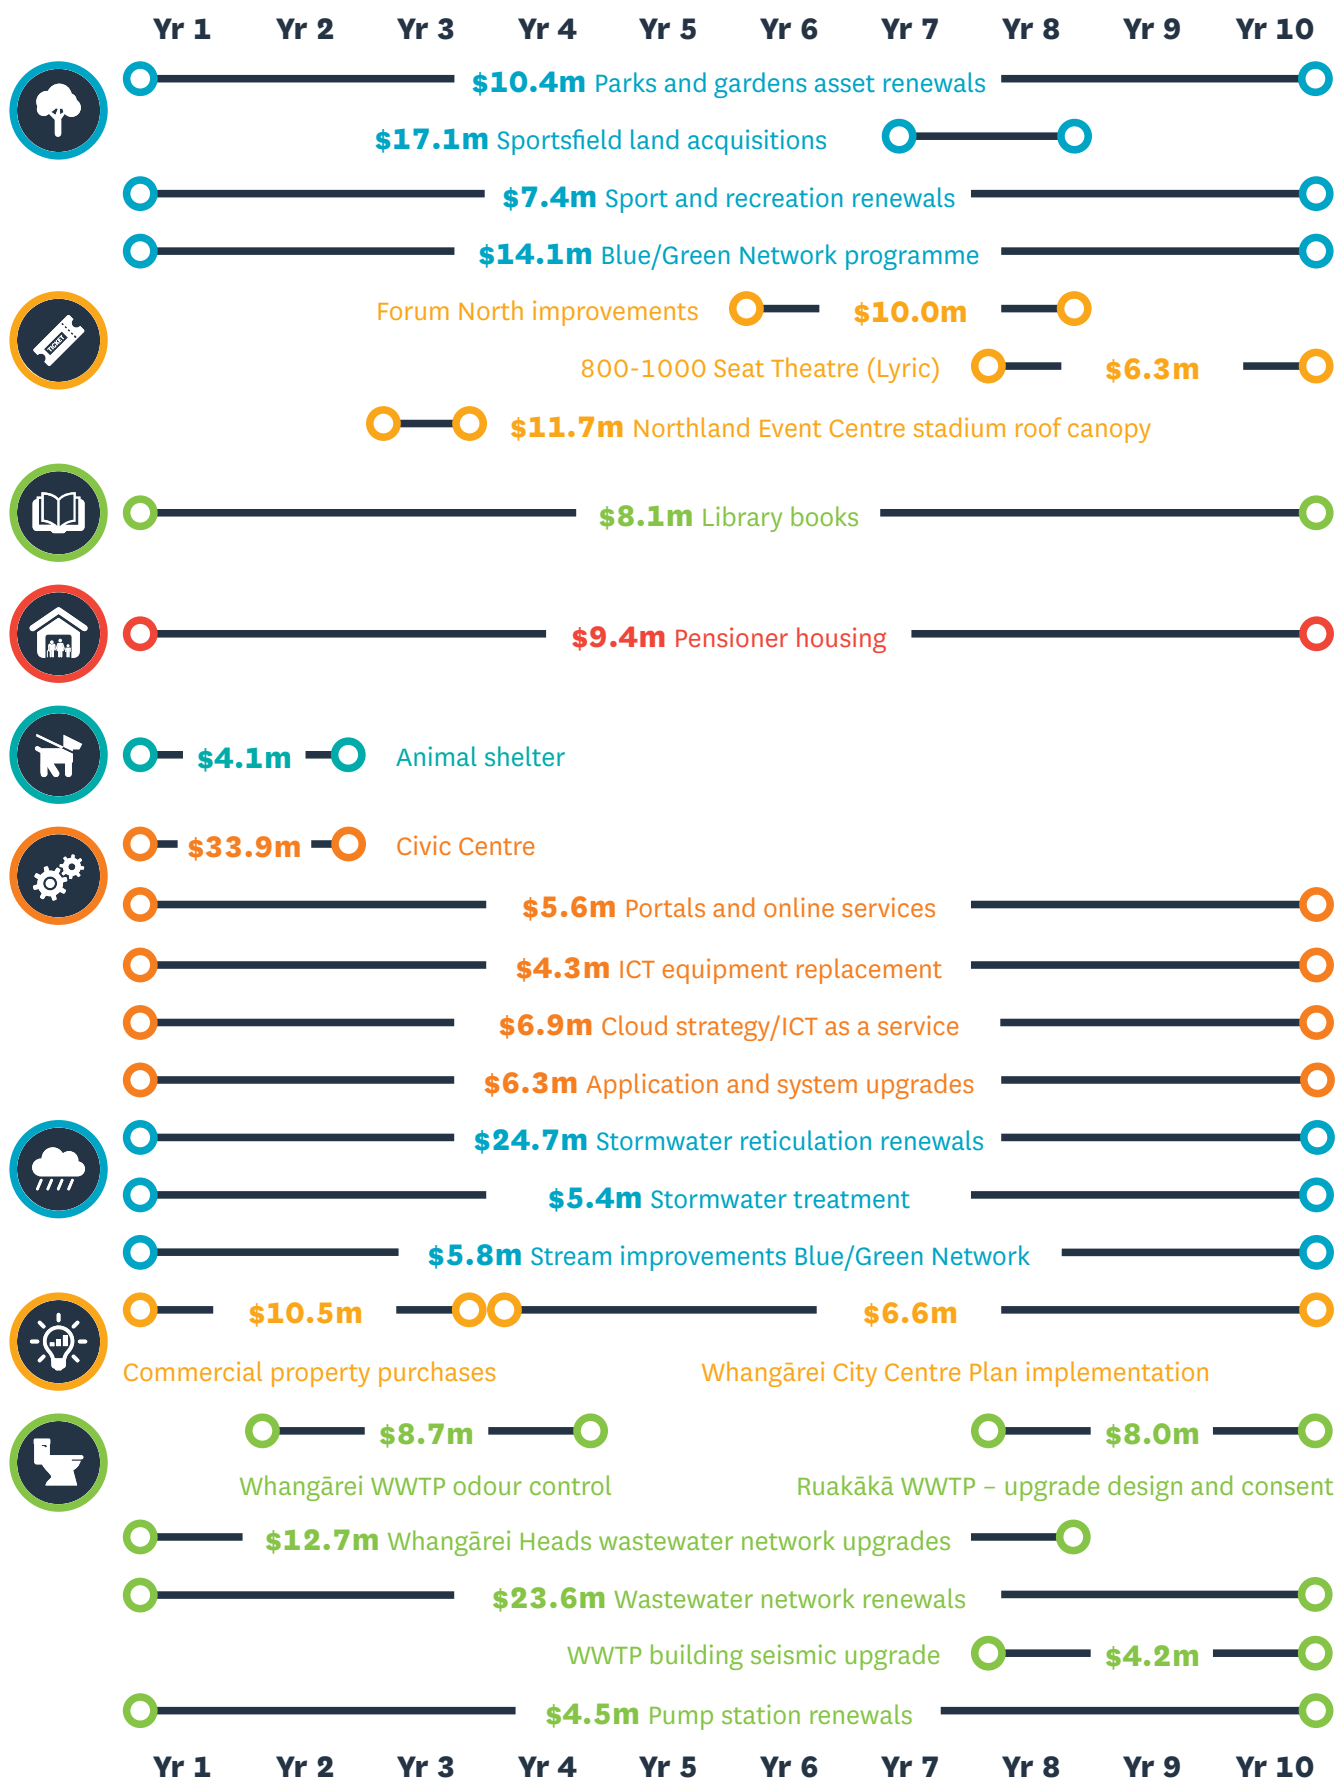 Yr 1 Yr 2 Yr 3 Yr 4 Yr 5 Yr 6 Yr 7 Yr 8 Yr 9 Yr 10
$10.4m Parks and gardens asset renewals
$17.1m Sportsfield land acquisitions
$7.4m Sport and recreation renewals
$14.1m Blue/Green Network programme
Forum North improvements $10.0m
TICKET
800-1000 Seat Theatre (Lyric) $6.3m
$11.7m Northland Event Centre stadium roof canopy
$8.1m Library books
$9.4m Pensioner housing
$4.1m Animal shelter
$33.9m Civic Centre
$5.6m Portals and online services
$4.3m ICT equipment replacement
$6.9m Cloud strategy/ICT as a service
$6.3m Application and system upgrades
$24.7m Stormwater reticulation renewals
$5.4m Stormwater treatment
$5.8m Stream improvements Blue/Green Network
$10.5m $6.6m
Commercial property purchases Whangārei City Centre Plan implementation
$8.7m $8.0m
Whangārei WWTP odour control Ruakākā WWTP – upgrade design and consent
$12.7m Whangārei Heads wastewater network upgrades
$23.6m Wastewater network renewals
WWTP building seismic upgrade $4.2m
$4.5m Pump station renewals
Yr 1 Yr 2 Yr 3 Yr 4 Yr 5 Yr 6 Yr 7 Yr 8 Yr 9 Yr 10